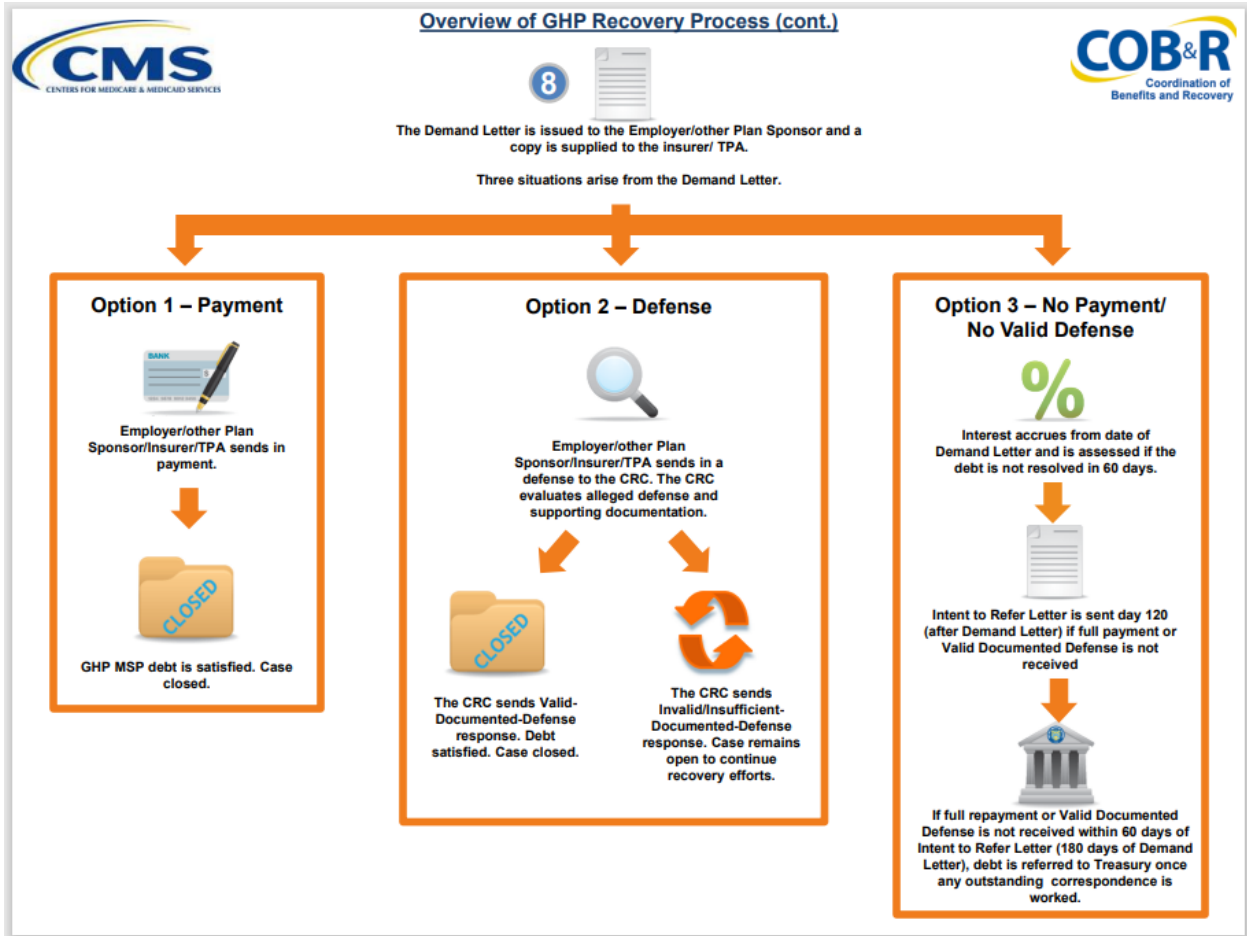 Overview of GHP Recovery Process (cont.)
CMS
CENTERS FOR MEDICARE & MEDICAID SERVICES
COB&R
Coordination of
Benefits and Recovery
8
The Demand Letter is issued to the Employer/other Plan Sponsor and a
copy is supplied to the insurer/ TPA.
Three situations arise from the Demand Letter.
Option 1 – Payment
BANK
$
Employer/other Plan
Sponsor/Insurer/TPA sends in
payment.
CLOSED
GHP MSP debt is satisfied. Case
closed.
Option 2 – Defense
Employer/other Plan
Sponsor/Insurer/TPA sends in a
defense to the CRC. The CRC
evaluates alleged defense and
supporting documentation.
CLOSED
The CRC sends Valid-
Documented-Defense
response. Debt
satisfied. Case closed.
The CRC sends
Invalid/Insufficient-
Documented-Defense
response. Case remains
open to continue
recovery efforts.
Option 3 – No Payment/
No Valid Defense
%
Interest accrues from date of
Demand Letter and is assessed if the
debt is not resolved in 60 days.
Intent to Refer Letter is sent day 120
(after Demand Letter) if full payment or
Valid Documented Defense is not
received
If full repayment or Valid Documented
Defense is not received within 60 days of
Intent to Refer Letter (180 days of Demand
Letter), debt is referred to Treasury once
any outstanding correspondence is
worked.